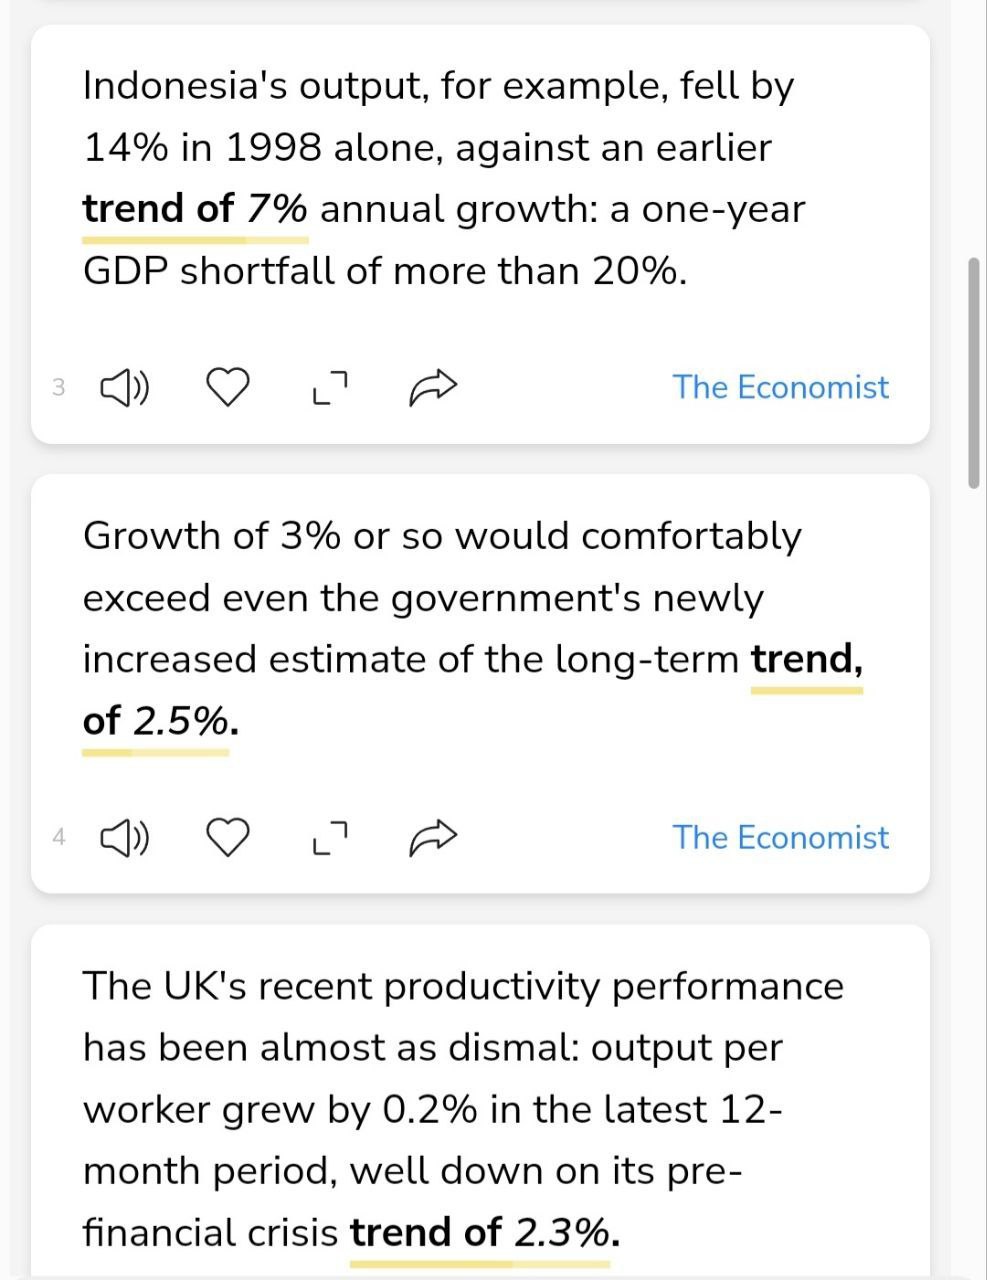 Indonesia's output, for example, fell by
14% in 1998 alone, against an earlier
trend of 7% annual growth: a one-year
GDP shortfall of more than 20%.
3 The Economist
Growth of 3% or so would comfortably
exceed even the government's newly
increased estimate of the long-term trend,
of 2.5%.
4 The Economist
The UK's recent productivity performance
has been almost as dismal: output per
worker grew by 0.2% in the latest 12-
month period, well down on its pre-
financial crisis trend of 2.3%.